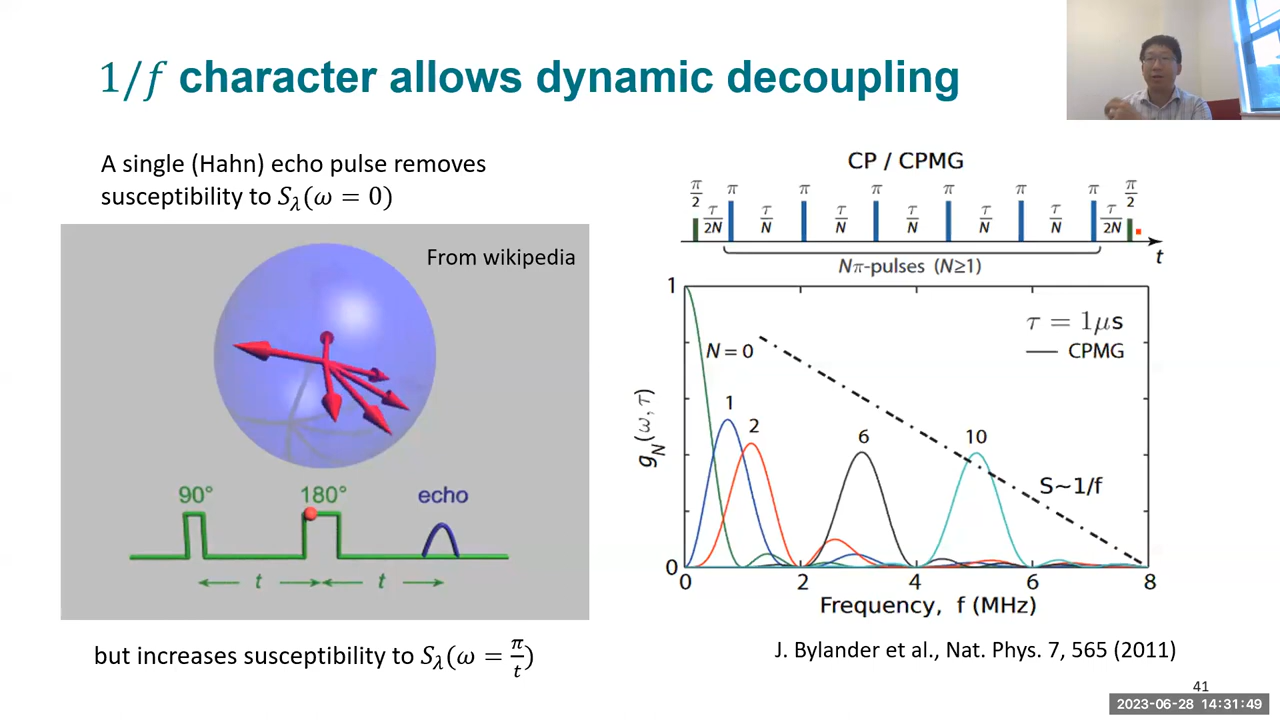 1/f character allows dynamic decoupling
A single (Hahn) echo pulse removes
susceptibility to S_λ(ω = 0)
From wikipedia
90° 180° echo
t t
but increases susceptibility to S_λ(ω = π/t)
CP / CPMG
π/2 π π π π π π π/2
τ/2N τ/N τ/N τ/N τ/N τ/N τ/2N
t
Nπ-pulses (N≥1)
1
τ = 1μs
N = 0
CPMG
1
2
6
10
g_N(ω,τ)
S~1/f
0
0 2 4 6 8
Frequency, f (MHz)
J. Bylander et al., Nat. Phys. 7, 565 (2011)
41
2023-06-28 14:31:49